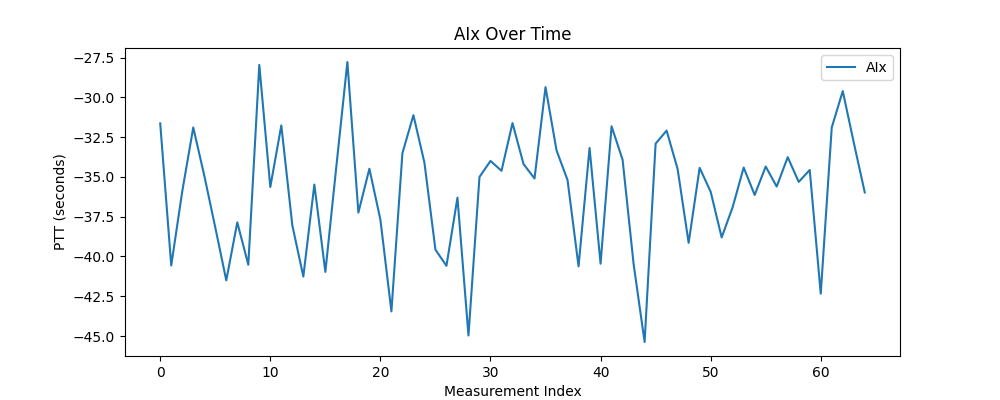 AIx Over Time
AIx
PTT (seconds)
−27.5
−30.0
−32.5
−35.0
−37.5
−40.0
−42.5
−45.0
0 10 20 30 40 50 60
Measurement Index